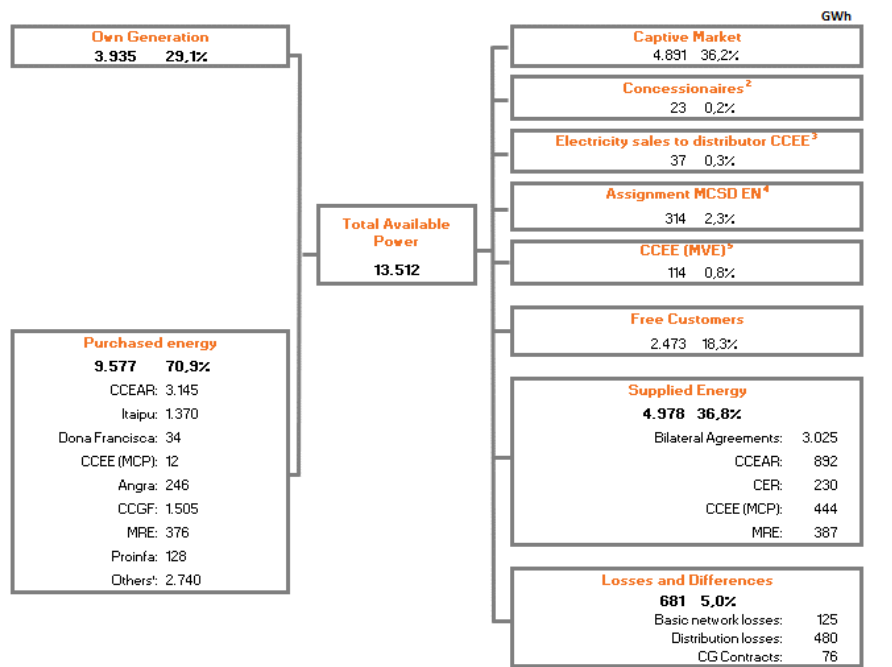 GWh
Own Generation
3.935 29,1%
Purchased energy
9.577 70,9%
CCEAR: 3.145
Itaipu: 1.370
Dona Francisca: 34
CCEE (MCP): 12
Angra: 246
CCGF: 1.505
MRE: 376
Proinfa: 128
Others¹: 2.740
Total Available
Power
13.512
Captive Market
4.891 36,2%
Concessionaires²
23 0,2%
Electricity sales to distributor CCEE³
37 0,3%
Assignment MCSD EN⁴
314 2,3%
CCEE (MVE)⁵
114 0,8%
Free Customers
2.473 18,3%
Supplied Energy
4.978 36,8%
Bilateral Agreements: 3.025
CCEAR: 892
CER: 230
CCEE (MCP): 444
MRE: 387
Losses and Differences
681 5,0%
Basic network losses: 125
Distribution losses: 480
CG Contracts: 76